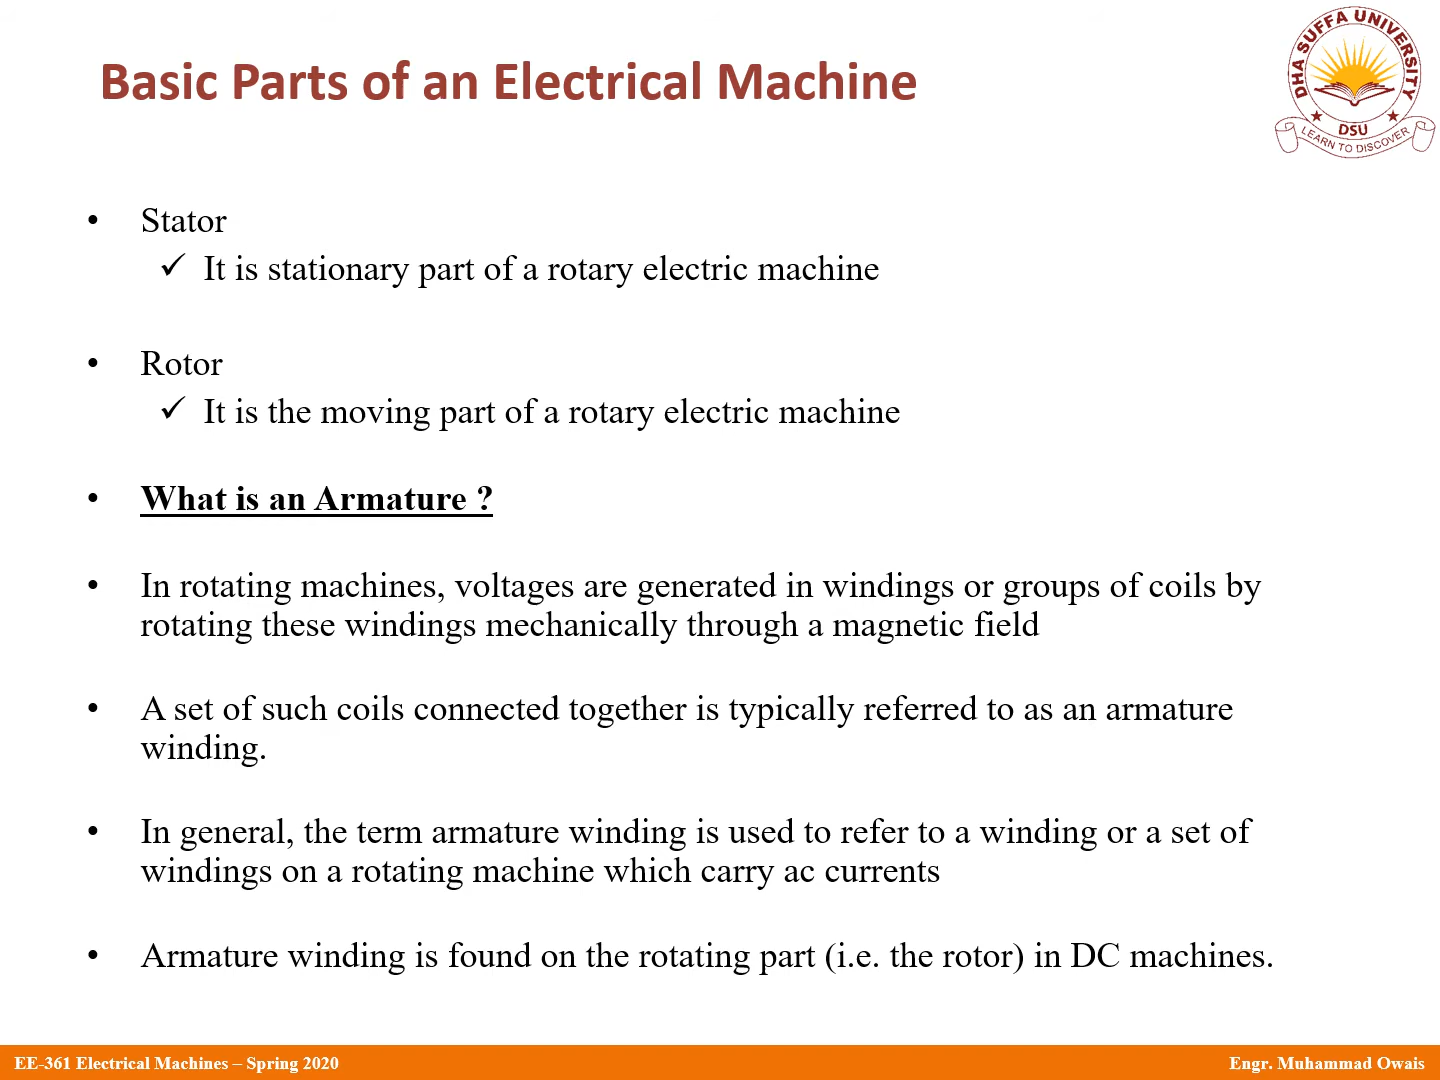 Basic Parts of an Electrical Machine
DHA SUFFA UNIVERSITY
DSU
LEARN TO DISCOVER
• Stator
✓ It is stationary part of a rotary electric machine
• Rotor
✓ It is the moving part of a rotary electric machine
• What is an Armature ?
• In rotating machines, voltages are generated in windings or groups of coils by
rotating these windings mechanically through a magnetic field
• A set of such coils connected together is typically referred to as an armature
winding.
• In general, the term armature winding is used to refer to a winding or a set of
windings on a rotating machine which carry ac currents
• Armature winding is found on the rotating part (i.e. the rotor) in DC machines.
EE-361 Electrical Machines – Spring 2020
Engr. Muhammad Owais